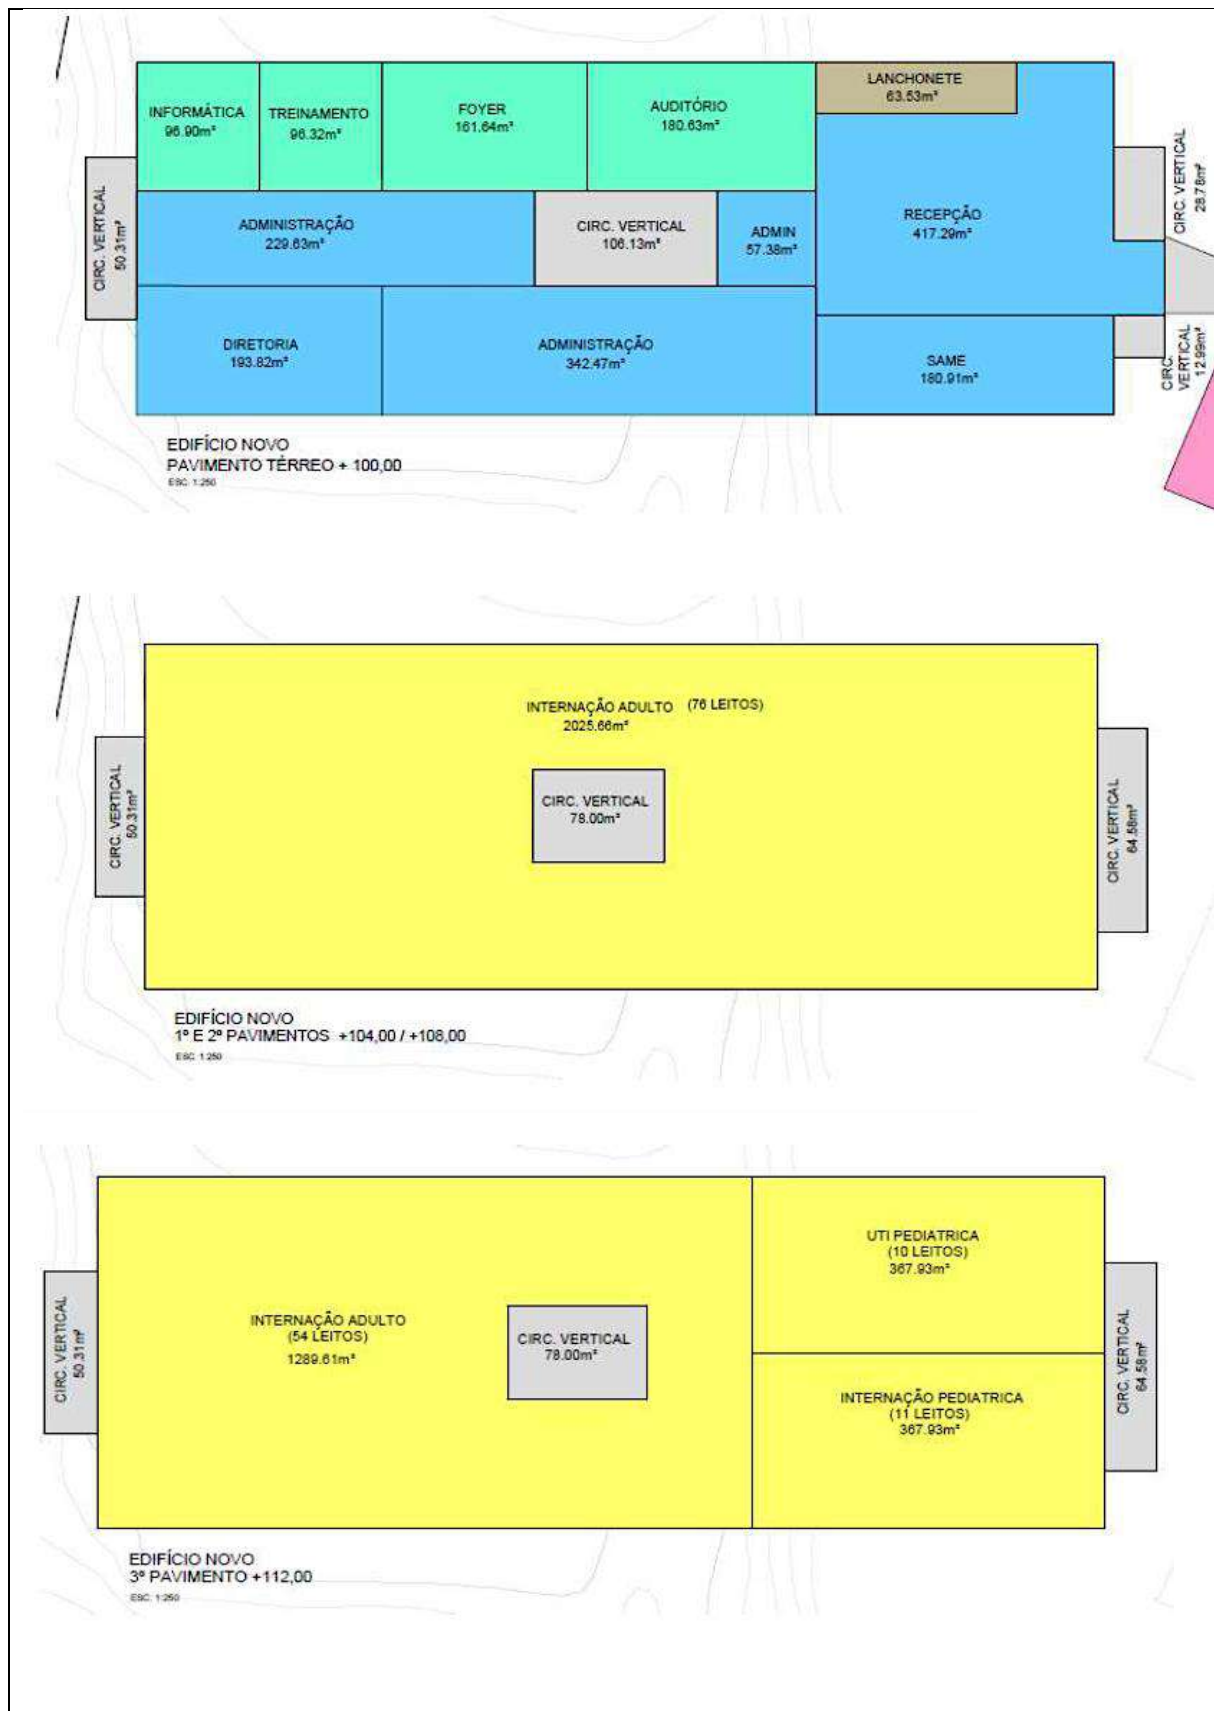 INFORMÁTICA
96.90m²
TREINAMENTO
96.32m²
FOYER
161.64m²
AUDITÓRIO
180.63m²
LANCHONETE
63.53m²
CIRC. VERTICAL
28.78m²
CIRC. VERTICAL
50.31m²
ADMINISTRAÇÃO
229.63m²
CIRC. VERTICAL
106.13m²
ADMIN
57.38m²
RECEPÇÃO
417.29m²
DIRETORIA
193.82m²
ADMINISTRAÇÃO
342.47m²
SAME
180.91m²
CIRC.
VERTICAL
12.99m²
EDIFÍCIO NOVO
PAVIMENTO TÉRREO + 100,00
ESC. 1:250
INTERNAÇÃO ADULTO (76 LEITOS)
2025.66m²
CIRC. VERTICAL
50.31m²
CIRC. VERTICAL
78.00m²
CIRC. VERTICAL
64.58m²
EDIFÍCIO NOVO
1º E 2º PAVIMENTOS +104,00 / +108,00
ESC. 1:250
UTI PEDIATRICA
(10 LEITOS)
367.93m²
CIRC. VERTICAL
50.31m²
INTERNAÇÃO ADULTO
(54 LEITOS)
1289.61m²
CIRC. VERTICAL
78.00m²
CIRC. VERTICAL
64.58m²
INTERNAÇÃO PEDIATRICA
(11 LEITOS)
367.93m²
EDIFÍCIO NOVO
3º PAVIMENTO +112,00
ESC. 1:250